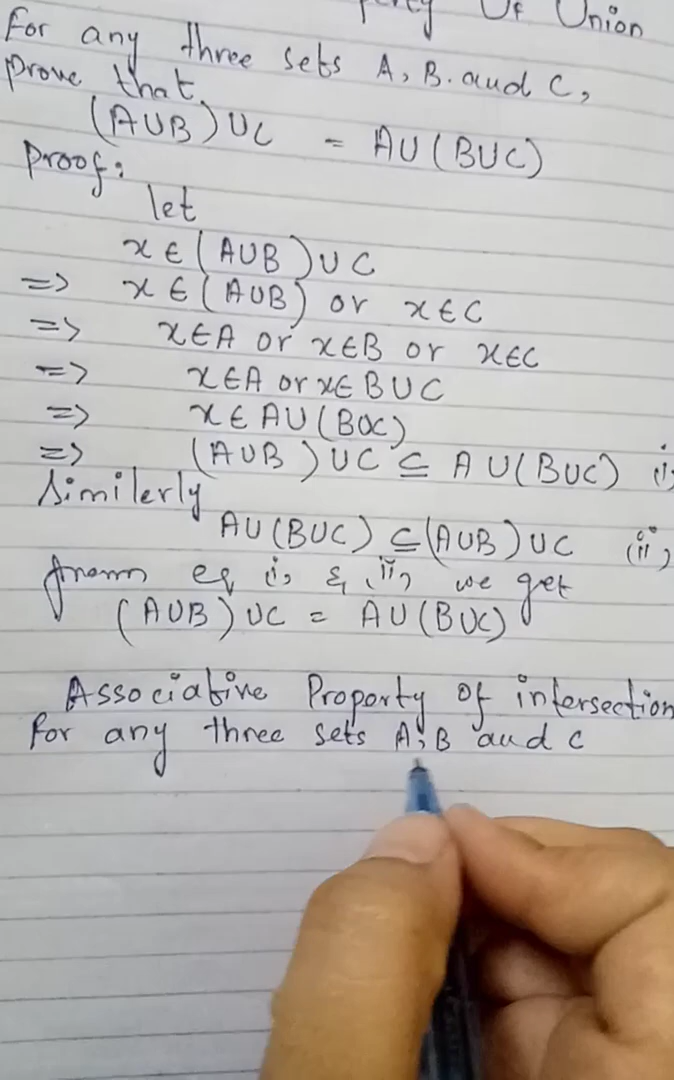 Of Union
for any three sets A, B. and C,
Prove that
(AUB)UC = AU(BUC)
Proof:
let
x ∈ (AUB)UC
=> x ∈ (AUB) or x∈C
=> x∈A or x∈B or x∈C
=> x∈A or x∈ BUC
=> x∈ AU(BUC)
=> (AUB)UC ⊆ AU(BUC) (i)
Similerly
AU(BUC) ⊆ (AUB)UC (ii)
from eq (i) & (ii) we get
(AUB)UC = AU(BUC)
Associative Property of intersection
for any three sets A, B and C